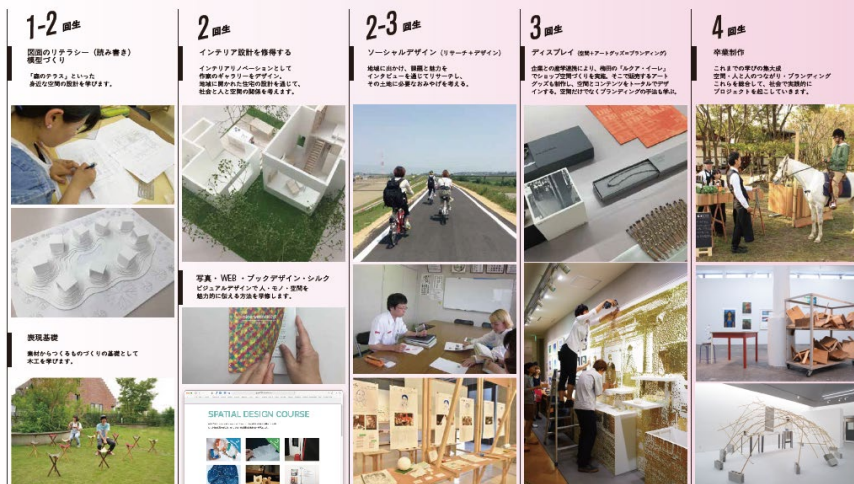 1-2 回生
図面のリテラシー（読み書き）
模型づくり
「森のテラス」といった
身近な空間の設計を学びます。
表現基礎
素材からつくるものづくりの基礎として
木工を学びます。
2 回生
インテリア設計を修得する
インテリアリノベーションとして
作家のギャラリーをデザイン。
地域に開かれた住宅の設計を通じて、
社会と人と空間の関係を考えます。
写真・WEB・ブックデザイン・シルク
ビジュアルデザインで人・モノ・空間を
魅力的に伝える方法を学修します。
SPATIAL DESIGN COURSE
2-3 回生
ソーシャルデザイン（リサーチ+デザイン）
地域に出かけ、課題と魅力を
インタビューを通じてリサーチし、
その土地に必要なおみやげを考える。
3 回生
ディスプレイ（空間+アートグッズ=ブランディング）
企業との産学連携により、梅田の「ルクア・イーレ」
でショップ空間づくりを実施。そこで販売するアート
グッズも制作し、空間とコンテンツをトータルでデザ
インする。空間だけでなくブランディングの手法も学ぶ。
4 回生
卒業制作
これまでの学びの集大成
空間・人と人のつながり・ブランディング
これらを統合して、社会で実践的に
プロジェクトを起こしていきます。